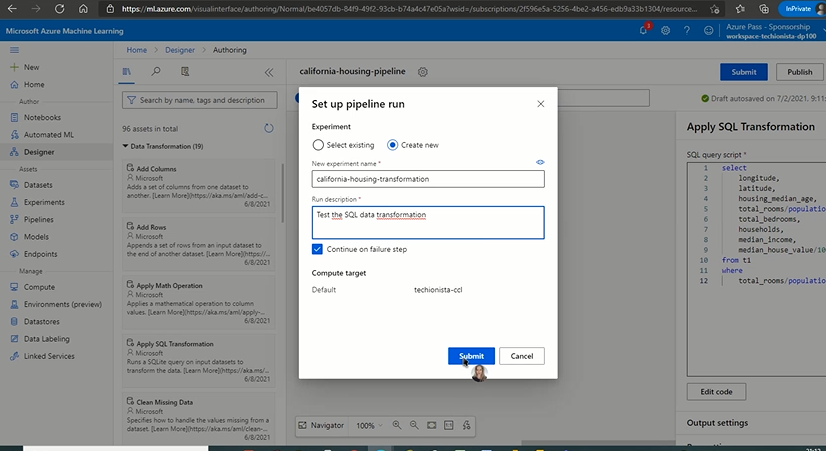 https://ml.azure.com/visualinterface/authoring/Normal/be4057db-84f9-49f2-93cb-b74a4c47e05a?wsid=/subscriptions/2f596e5a-5256-4be2-a456-edb9a33b1304/resource...
InPrivate
Microsoft Azure Machine Learning
3
Azure Pass - Sponsorship
workspace-techionista-dp100
New
Home
Author
Notebooks
Automated ML
Designer
Assets
Datasets
Experiments
Pipelines
Models
Endpoints
Manage
Compute
Environments (preview)
Datastores
Data Labeling
Linked Services
Home > Designer > Authoring
Search by name, tags and description
96 assets in total
Data Transformation (19)
Add Columns
Microsoft
Adds a set of columns from one dataset to
another. [Learn More](https://aka.ms/aml/add-c...
6/8/2021
Add Rows
Microsoft
Appends a set of rows from an input dataset to
the end of another dataset. [Learn More](https://...
6/8/2021
Apply Math Operation
Microsoft
Applies a mathematical operation to column
values. [Learn More](https://aka.ms/aml/apply-...
6/8/2021
Apply SQL Transformation
Microsoft
Runs a SQLite query on input datasets to
transform the data. [Learn More](https://aka.ms/...
6/8/2021
Clean Missing Data
Microsoft
Specifies how to handle the values missing from a
dataset. [Learn More](https://aka.ms/aml/clean-...
california-housing-pipeline
Submit
Publish
Draft autosaved on 7/2/2021, 9:11:
Set up pipeline run
Experiment
Select existing
Create new
New experiment name *
california-housing-transformation
Run description *
Test the SQL data transformation
Continue on failure step
Compute target
Default
techionista-ccl
Submit
Cancel
Navigator
100%
Apply SQL Transformation
SQL query script *
1 select
2 longitude,
3 latitude,
4 housing_median_age,
5 total_rooms/populatio
6 total_bedrooms,
7 households,
8 median_income,
9 median_house_value/10
10 from t1
11 where
12 total_rooms/populatio
Edit code
Output settings